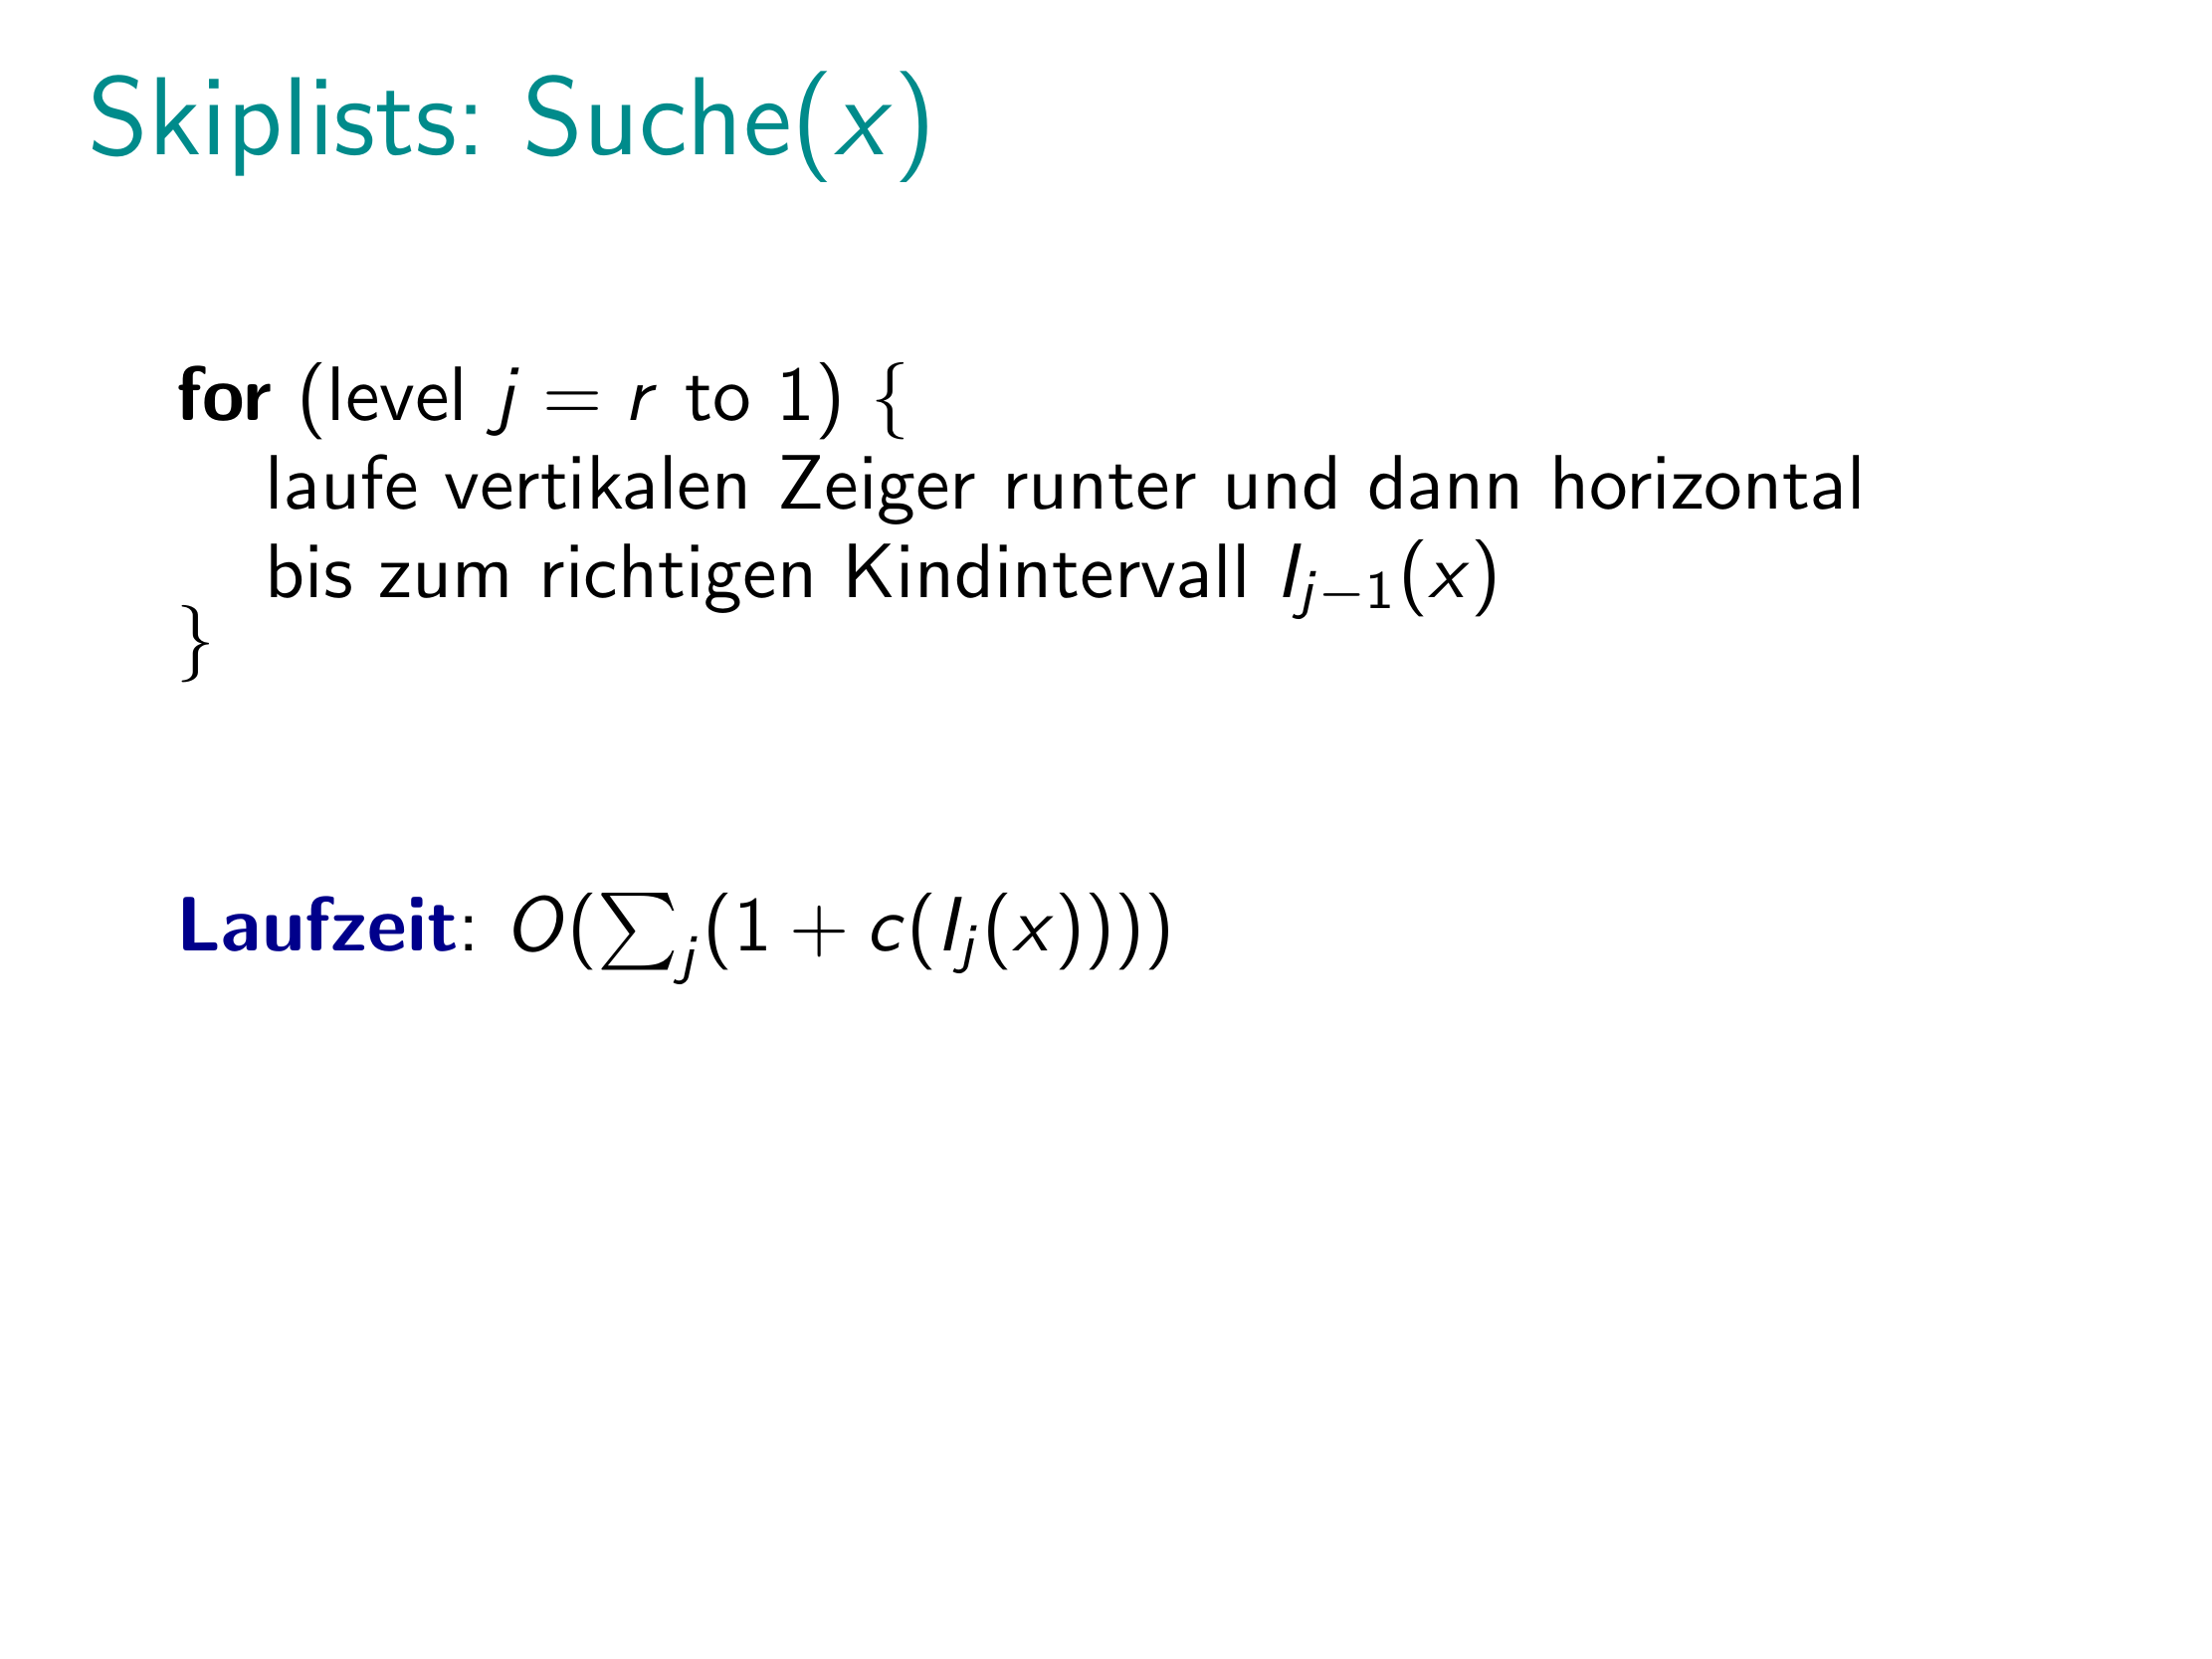 Skiplists: Suche(x)
for (level j = r to 1) {
laufe vertikalen Zeiger runter und dann horizontal
bis zum richtigen Kindintervall I_{j−1}(x)
}
Laufzeit: O(∑_j(1 + c(I_j(x))))